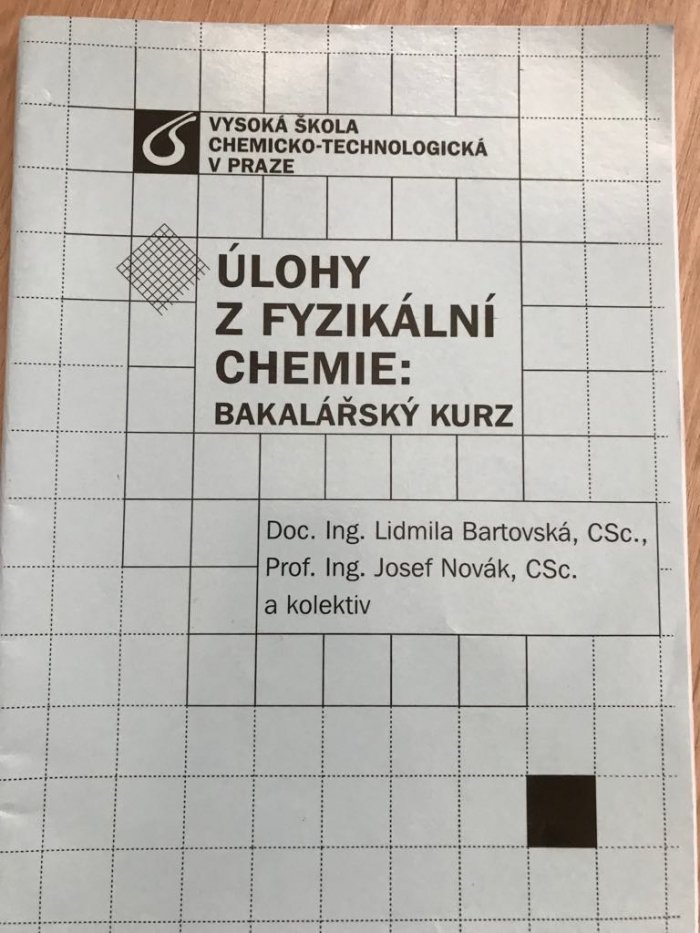 VYSOKÁ ŠKOLA
CHEMICKO-TECHNOLOGICKÁ
V PRAZE
ÚLOHY
Z FYZIKÁLNÍ
CHEMIE:
BAKALÁŘSKÝ KURZ
Doc. Ing. Lidmila Bartovská, CSc.,
Prof. Ing. Josef Novák, CSc.
a kolektiv